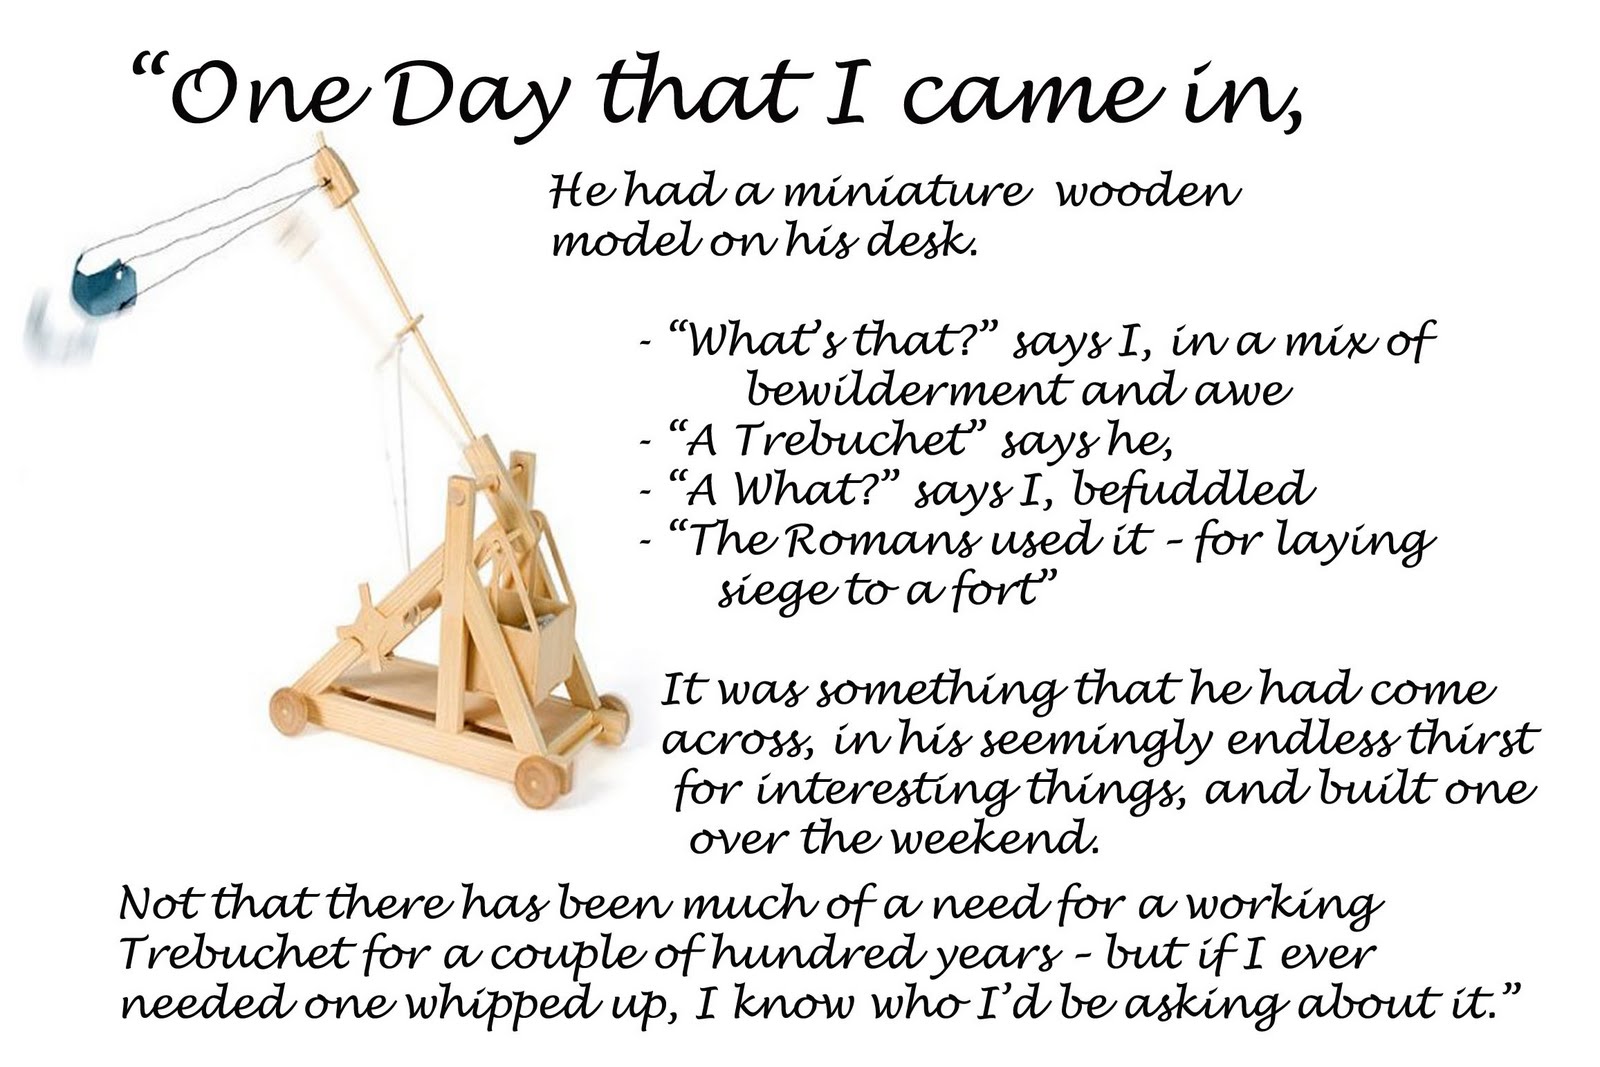 “One Day that I came in,
He had a miniature wooden
model on his desk.
- “What’s that?” says I, in a mix of
bewilderment and awe
- “A Trebuchet” says he,
- “A What?” says I, befuddled
- “The Romans used it – for laying
siege to a fort”
It was something that he had come
across, in his seemingly endless thirst
for interesting things, and built one
over the weekend.
Not that there has been much of a need for a working
Trebuchet for a couple of hundred years – but if I ever
needed one whipped up, I know who I’d be asking about it.”